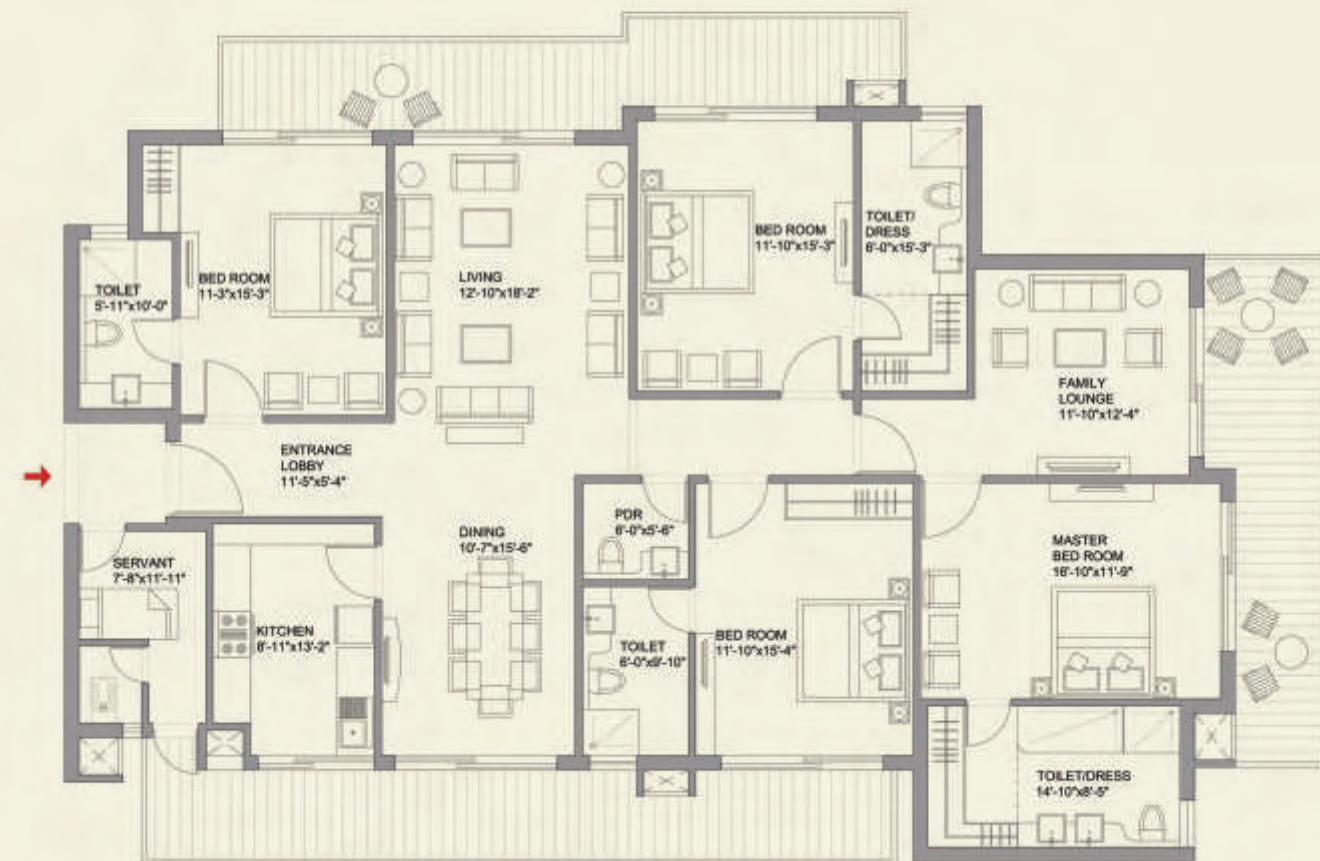 BED ROOM
11'-10"x15'-3"
TOILET/
DRESS
6'-0"x15'-3"
TOILET
5'-11"x10'-0"
BED ROOM
11-3"x15'-3"
LIVING
12'-10"x18'-2"
FAMILY
LOUNGE
11'-10"x12'-4"
ENTRANCE
LOBBY
11'-5"x5'-4"
PDR
6'-0"x5'-6"
DINING
10'-7"x15'-6"
SERVANT
7'-8"x11'-11"
MASTER
BED ROOM
16'-10"x11'-9"
KITCHEN
8'-11"x13'-2"
TOILET
6'-0"x9'-10"
BED ROOM
11'-10"x15'-4"
TOILET/DRESS
14'-10"x8'-5"